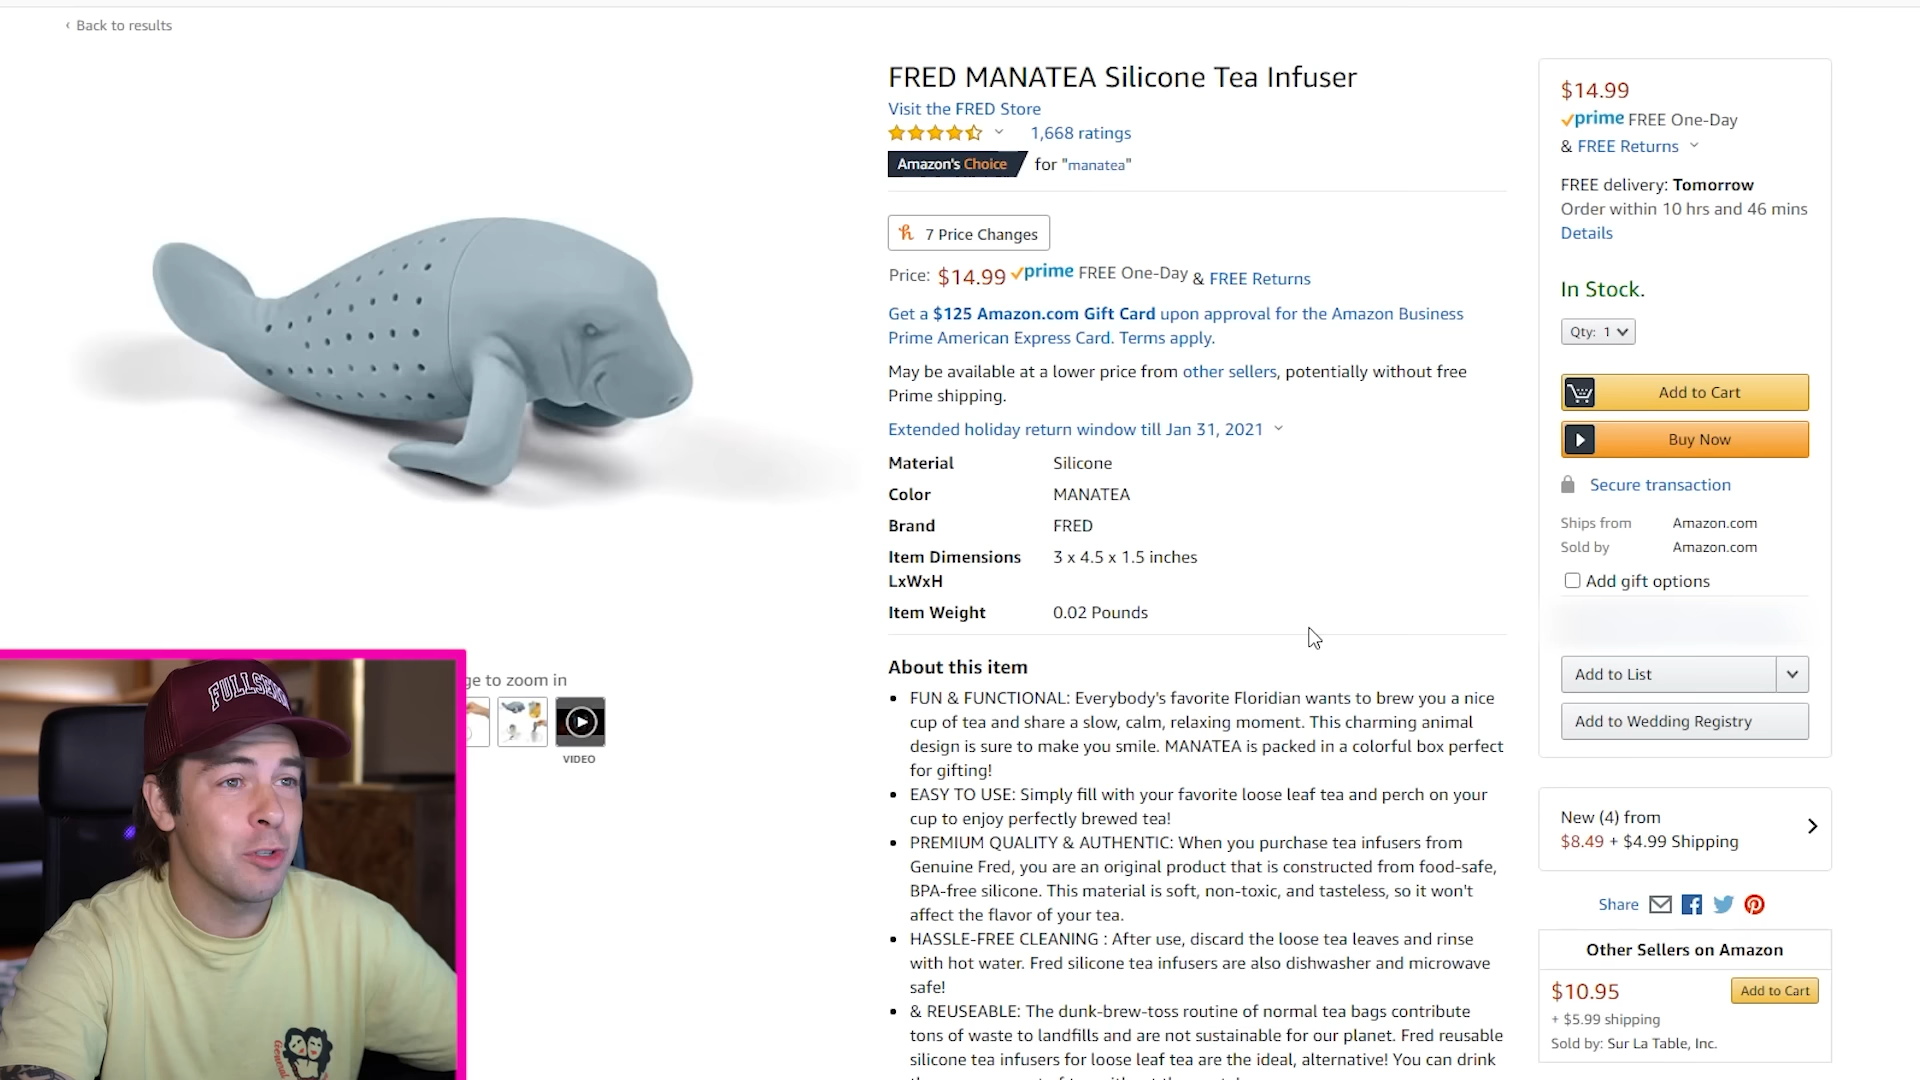 ‹ Back to results
FRED MANATEA Silicone Tea Infuser
Visit the FRED Store
1,668 ratings
Amazon's Choice for "manatea"
7 Price Changes
Price: $14.99 prime FREE One-Day & FREE Returns
Get a $125 Amazon.com Gift Card upon approval for the Amazon Business
Prime American Express Card. Terms apply.
May be available at a lower price from other sellers, potentially without free
Prime shipping.
Extended holiday return window till Jan 31, 2021
Material Silicone
Color MANATEA
Brand FRED
Item Dimensions 3 x 4.5 x 1.5 inches
LxWxH
Item Weight 0.02 Pounds
About this item
• FUN & FUNCTIONAL: Everybody's favorite Floridian wants to brew you a nice
cup of tea and share a slow, calm, relaxing moment. This charming animal
design is sure to make you smile. MANATEA is packed in a colorful box perfect
for gifting!
• EASY TO USE: Simply fill with your favorite loose leaf tea and perch on your
cup to enjoy perfectly brewed tea!
• PREMIUM QUALITY & AUTHENTIC: When you purchase tea infusers from
Genuine Fred, you are an original product that is constructed from food-safe,
BPA-free silicone. This material is soft, non-toxic, and tasteless, so it won't
affect the flavor of your tea.
• HASSLE-FREE CLEANING : After use, discard the loose tea leaves and rinse
with hot water. Fred silicone tea infusers are also dishwasher and microwave
safe!
• & REUSEABLE: The dunk-brew-toss routine of normal tea bags contribute
tons of waste to landfills and are not sustainable for our planet. Fred reusable
silicone tea infusers for loose leaf tea are the ideal, alternative! You can drink
$14.99
prime FREE One-Day
& FREE Returns
FREE delivery: Tomorrow
Order within 10 hrs and 46 mins
Details
In Stock.
Qty: 1
Add to Cart
Buy Now
Secure transaction
Ships from Amazon.com
Sold by Amazon.com
Add gift options
Add to List
Add to Wedding Registry
New (4) from
$8.49 + $4.99 Shipping
Share
Other Sellers on Amazon
$10.95 Add to Cart
+ $5.99 shipping
Sold by: Sur La Table, Inc.
to zoom in
VIDEO